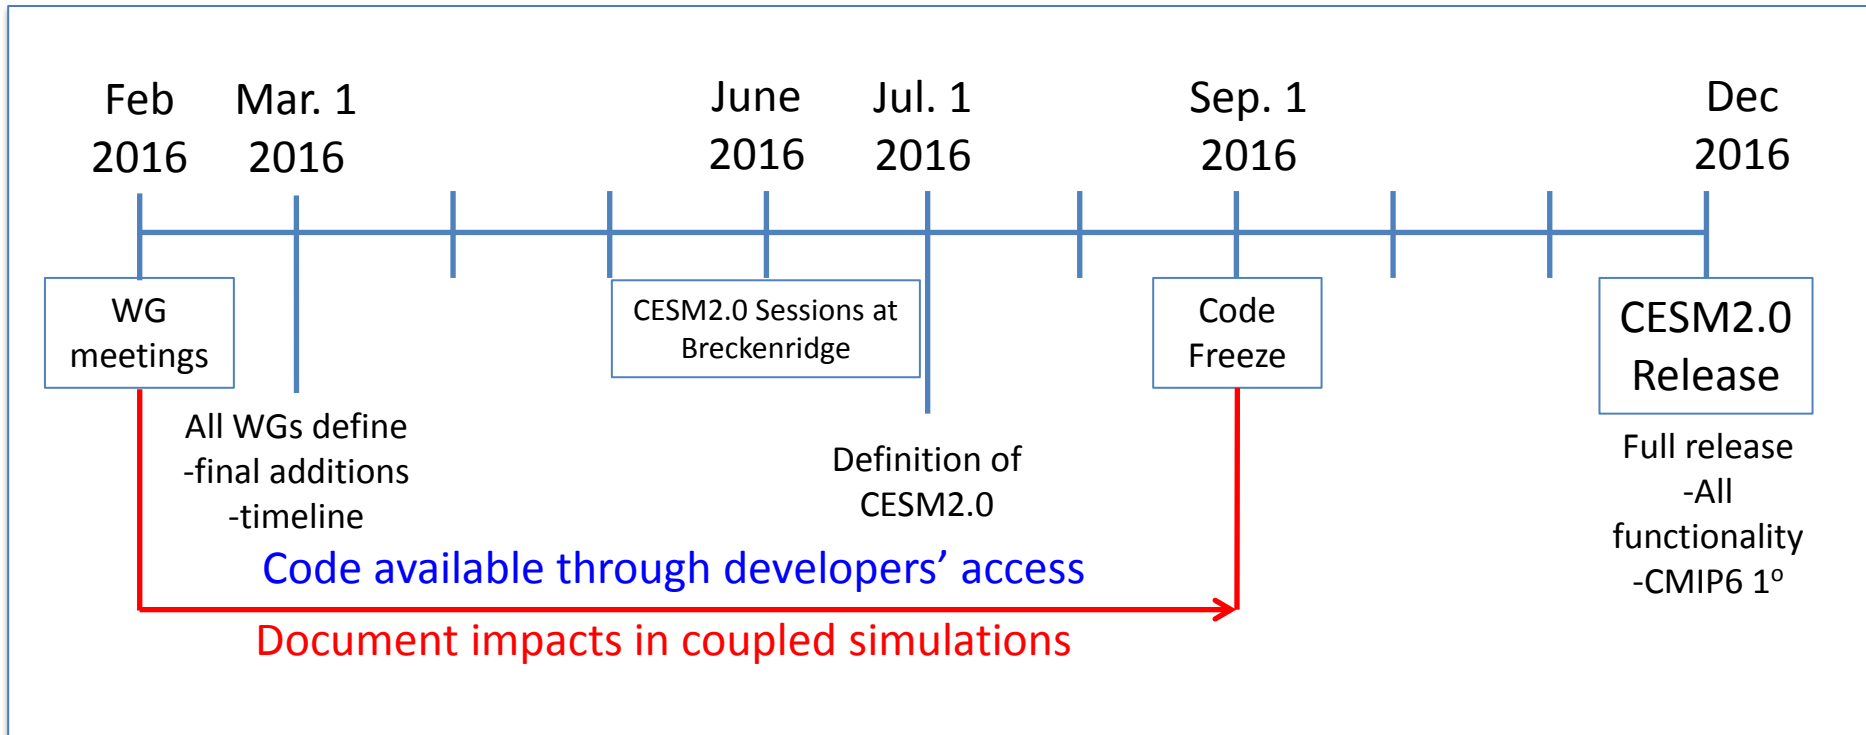 Feb
2016
Mar. 1
2016
June
2016
Jul. 1
2016
Sep. 1
2016
Dec
2016
WG
meetings
CESM2.0 Sessions at
Breckenridge
Code
Freeze
CESM2.0
Release
All WGs define
-final additions
-timeline
Definition of
CESM2.0
Full release
-All
functionality
-CMIP6 1º
Code available through developers’ access
Document impacts in coupled simulations